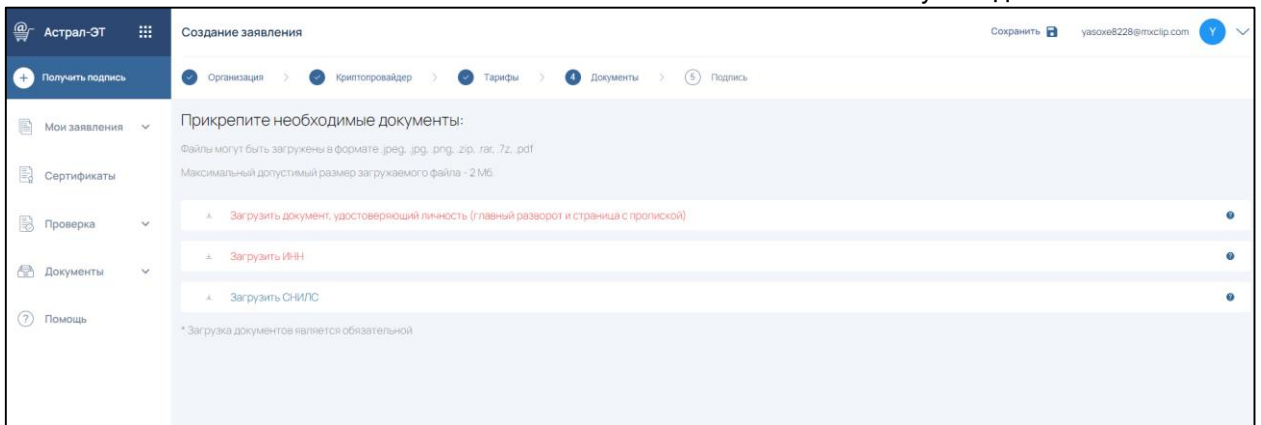 @ Астрал-ЭТ
Создание заявления
Сохранить
yasoxe8228@mxclip.com
Y
+ Получить подпись
Организация > Криптопровайдер > Тарифы > 4 Документы > 5 Подпись
Мои заявления
Прикрепите необходимые документы:
Файлы могут быть загружены в формате .jpeg, .jpg, .png, .zip, .rar, .7z, .pdf
Сертификаты
Максимальный допустимый размер загружаемого файла - 2 Мб.
Загрузить документ, удостоверяющий личность (главный разворот и страница с пропиской)
?
Проверка
Загрузить ИНН
?
Документы
Загрузить СНИЛС
?
? Помощь
* Загрузка документов является обязательной